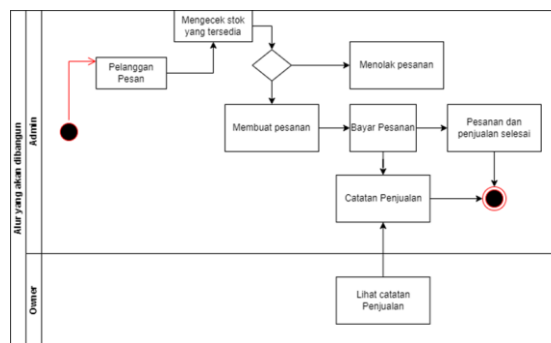 Alur yang akan dibangun
Admin
Mengecek stok
yang tersedia
Pelanggan
Pesan
Menolak pesanan
Membuat pesanan
Bayar Pesanan
Pesanan dan
penjualan selesai
Catatan Penjualan
Owner
Lihat catatan
Penjualan